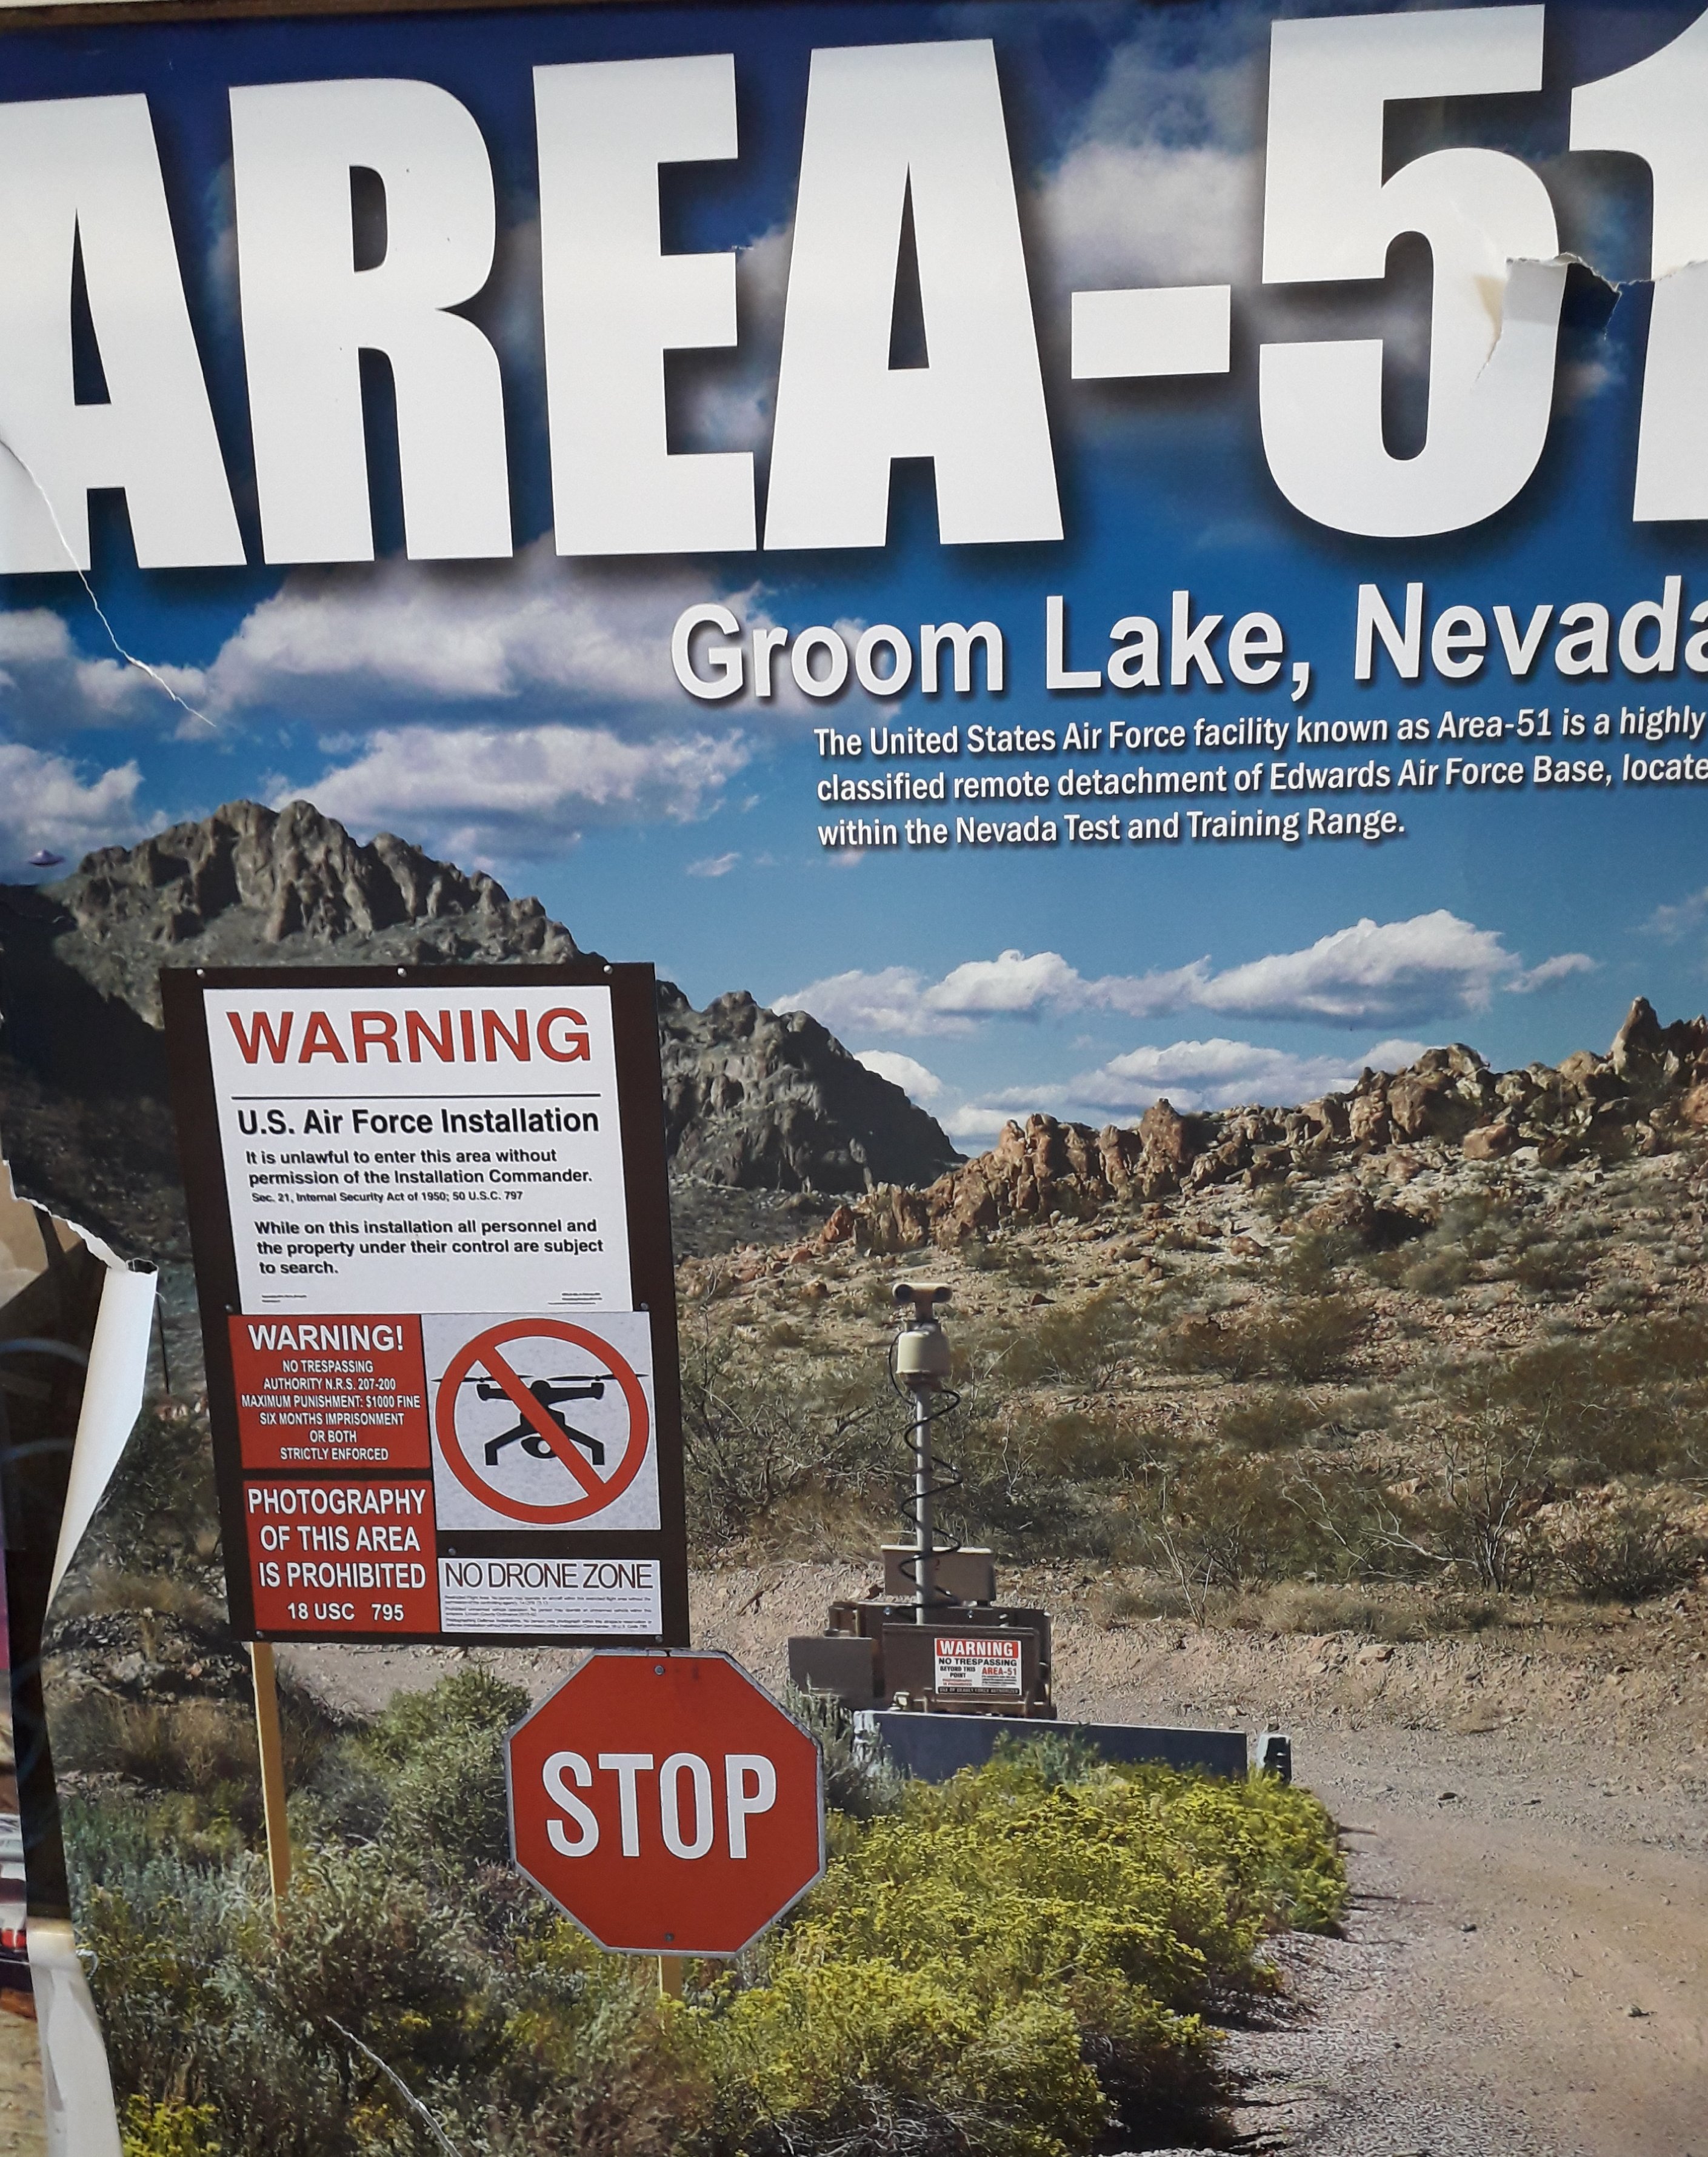 AREA-51
Groom Lake, Nevada
The United States Air Force facility known as Area-51 is a highly
classified remote detachment of Edwards Air Force Base, locate
within the Nevada Test and Training Range.
WARNING
U.S. Air Force Installation
It is unlawful to enter this area without
permission of the Installation Commander.
Sec. 21, Internal Security Act of 1950; 50 U.S.C. 797
While on this installation all personnel and
the property under their control are subject
to search.
WARNING!
NO TRESPASSING
AUTHORITY N.R.S. 207-200
MAXIMUM PUNISHMENT: $1000 FINE
SIX MONTHS IMPRISONMENT
OR BOTH
STRICTLY ENFORCED
PHOTOGRAPHY
OF THIS AREA
IS PROHIBITED
18 USC 795
NO DRONE ZONE
WARNING
NO TRESPASSING
BEYOND THIS
POINT
AREA-51
STOP